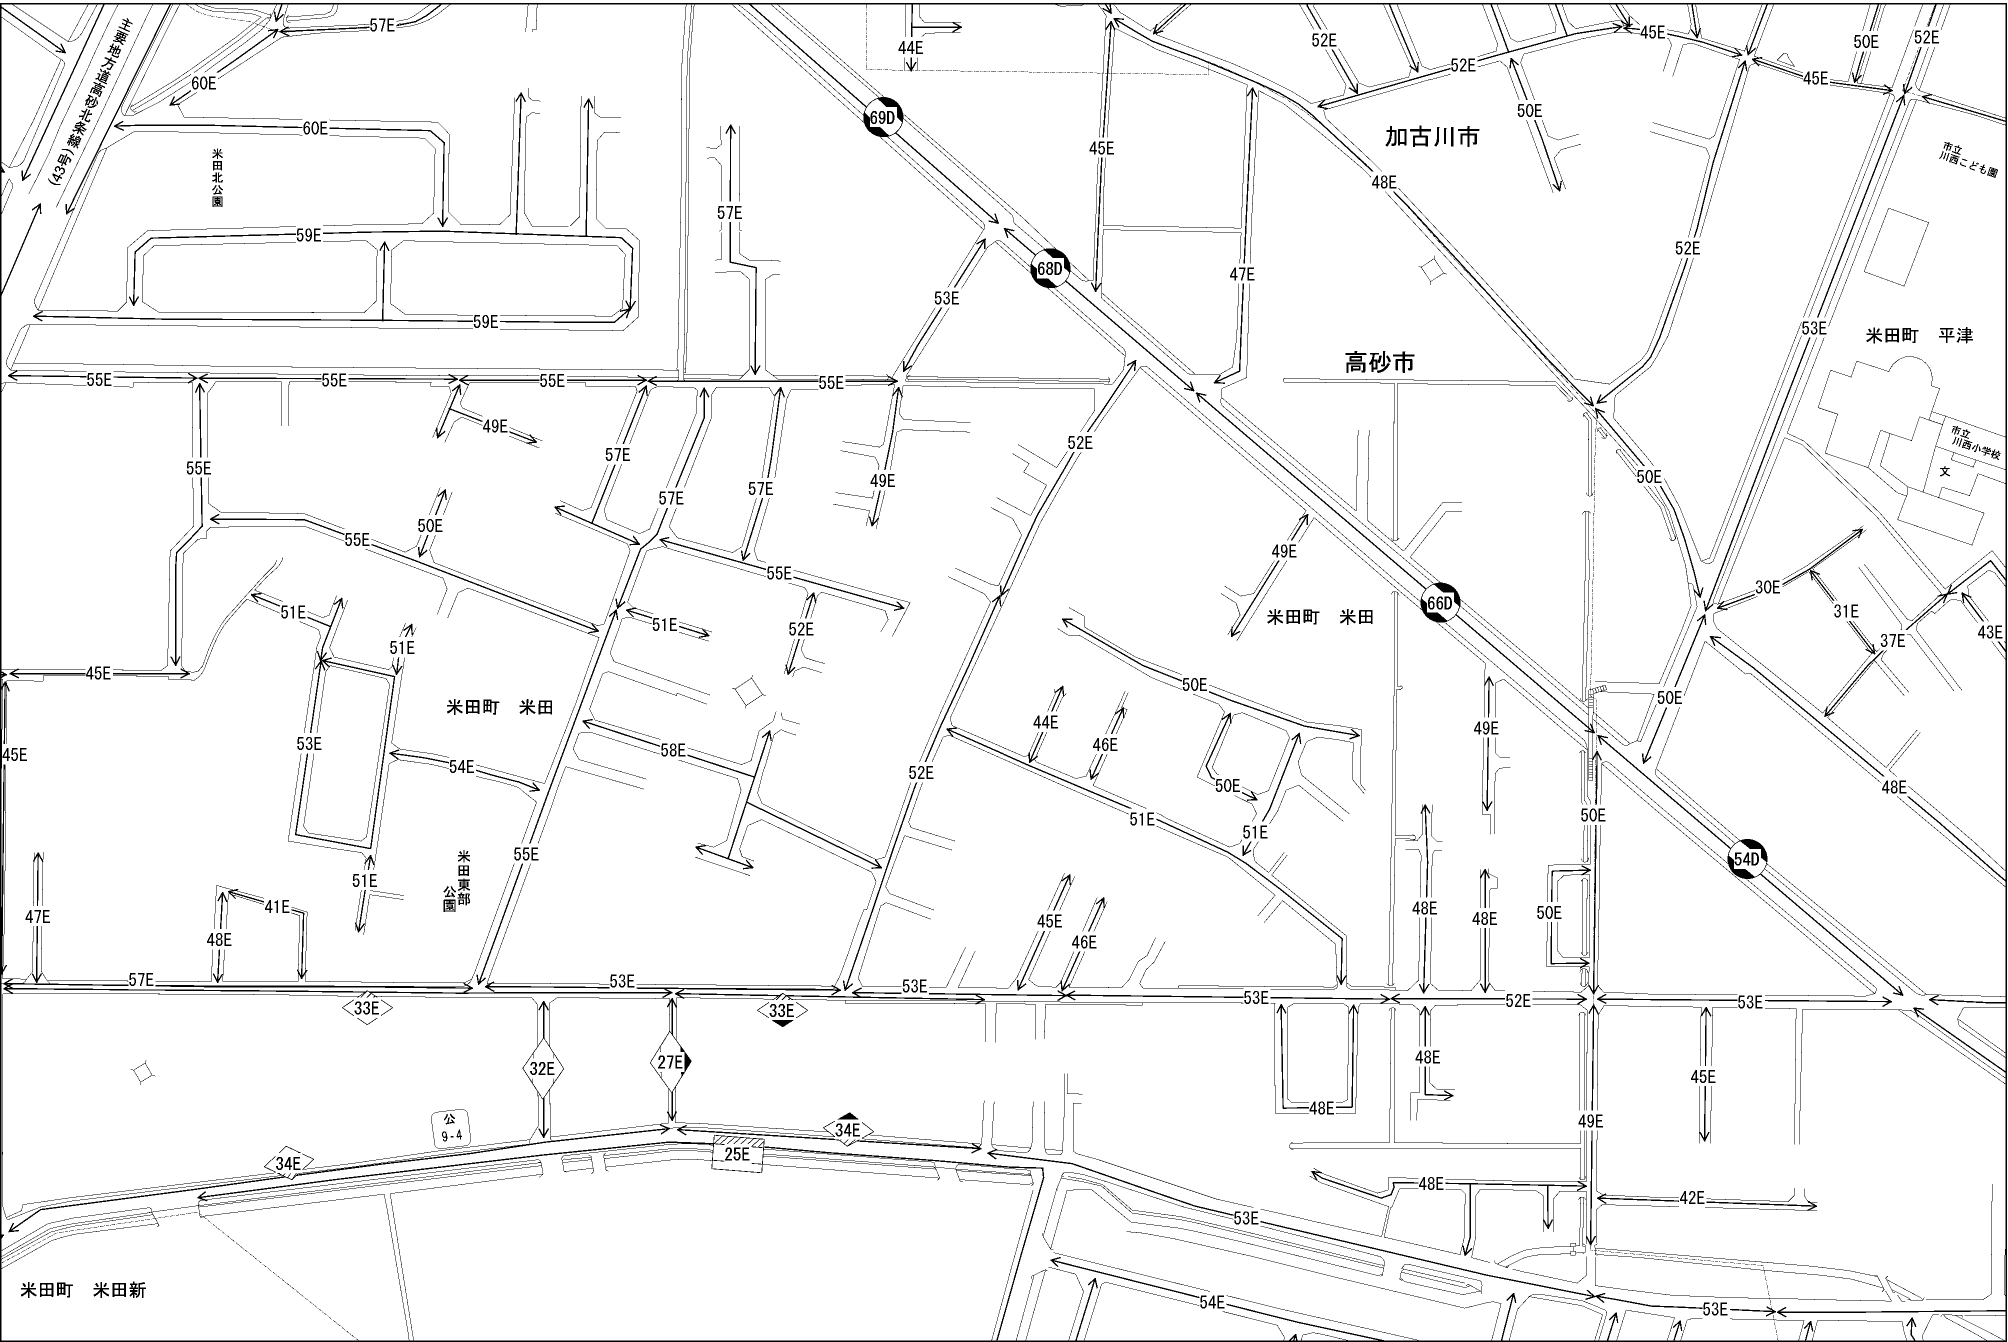 主要地方道高砂北条線
(43号)
57E
44E
52E
45E
50E
52E
60E
52E
45E
69D
50E
60E
45E
加古川市
市立
川西こども園
米田北公園
48E
57E
59E
52E
68D
47E
53E
59E
53E
米田町　平津
高砂市
55E
55E
55E
55E
49E
52E
市立
川西小学校
文
57E
55E
49E
50E
57E
57E
50E
55E
49E
55E
30E
66D
51E
31E
米田町　米田
51E
52E
43E
51E
37E
45E
50E
50E
米田町　米田
44E
49E
53E
46E
58E
45E
54E
52E
50E
48E
50E
51E
51E
55E
54D
米田東部
公園
51E
41E
47E
48E
50E
45E
48E
48E
46E
57E
53E
53E
53E
52E
53E
33E
33E
27E
32E
48E
45E
48E
公
9-4
34E
49E
25E
34E
48E
42E
53E
米田町　米田新
54E
53E